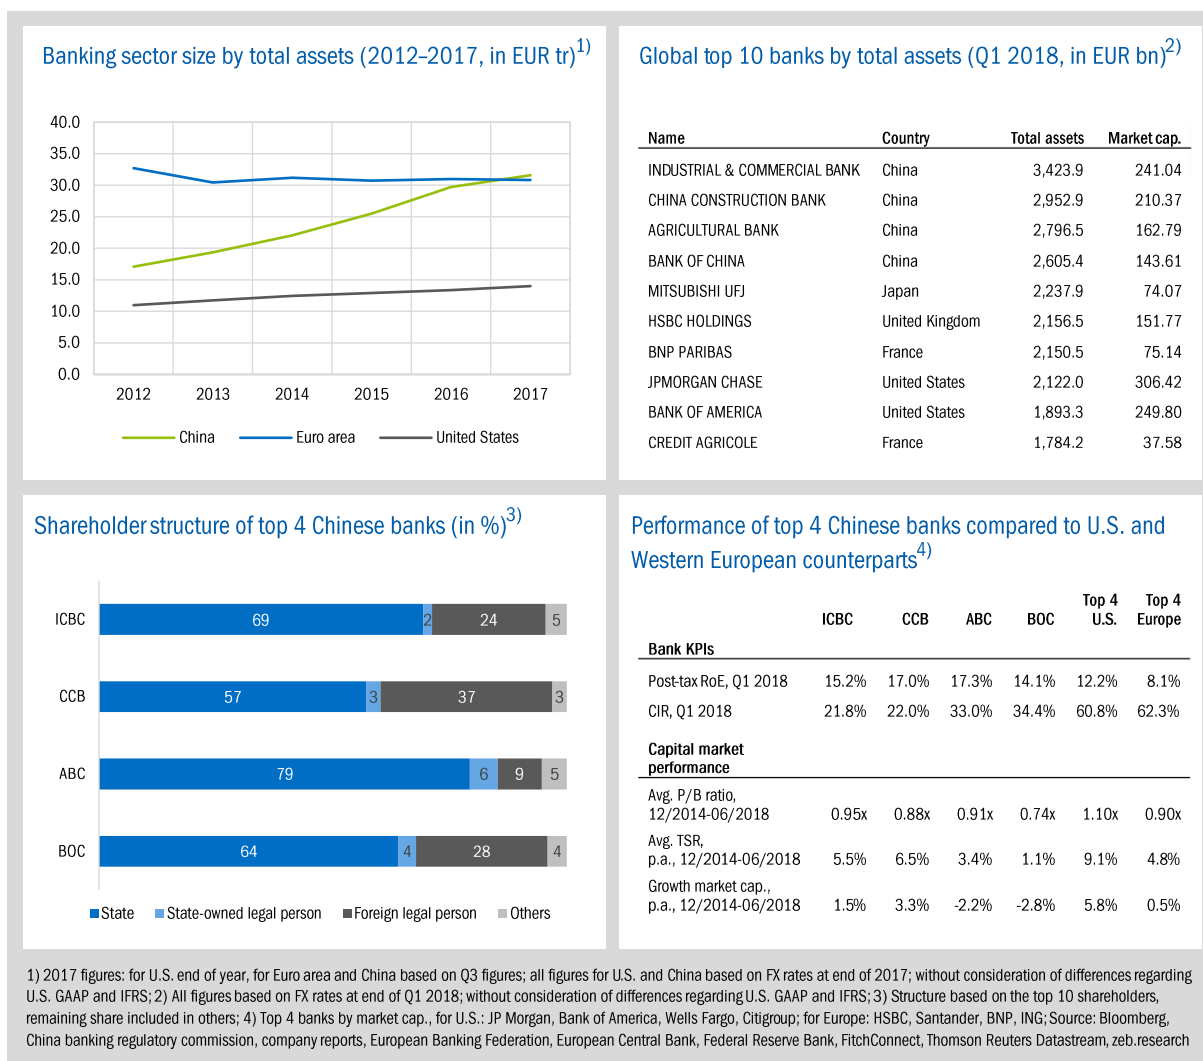 Banking sector size by total assets (2012–2017, in EUR tr)1)
40.0
35.0
30.0
25.0
20.0
15.0
10.0
5.0
0.0
2012 2013 2014 2015 2016 2017
China Euro area United States
Global top 10 banks by total assets (Q1 2018, in EUR bn)2)
Name Country Total assets Market cap.
INDUSTRIAL & COMMERCIAL BANK China 3,423.9 241.04
CHINA CONSTRUCTION BANK China 2,952.9 210.37
AGRICULTURAL BANK China 2,796.5 162.79
BANK OF CHINA China 2,605.4 143.61
MITSUBISHI UFJ Japan 2,237.9 74.07
HSBC HOLDINGS United Kingdom 2,156.5 151.77
BNP PARIBAS France 2,150.5 75.14
JPMORGAN CHASE United States 2,122.0 306.42
BANK OF AMERICA United States 1,893.3 249.80
CREDIT AGRICOLE France 1,784.2 37.58
Shareholder structure of top 4 Chinese banks (in %)3)
ICBC 69 2 24 5
CCB 57 3 37 3
ABC 79 6 9 5
BOC 64 4 28 4
State State-owned legal person Foreign legal person Others
Performance of top 4 Chinese banks compared to U.S. and
Western European counterparts4)
Top 4 Top 4
ICBC CCB ABC BOC U.S. Europe
Bank KPIs
Post-tax RoE, Q1 2018 15.2% 17.0% 17.3% 14.1% 12.2% 8.1%
CIR, Q1 2018 21.8% 22.0% 33.0% 34.4% 60.8% 62.3%
Capital market
performance
Avg. P/B ratio,
12/2014-06/2018 0.95x 0.88x 0.91x 0.74x 1.10x 0.90x
Avg. TSR,
p.a., 12/2014-06/2018 5.5% 6.5% 3.4% 1.1% 9.1% 4.8%
Growth market cap.,
p.a., 12/2014-06/2018 1.5% 3.3% -2.2% -2.8% 5.8% 0.5%
1) 2017 figures: for U.S. end of year, for Euro area and China based on Q3 figures; all figures for U.S. and China based on FX rates at end of 2017; without consideration of differences regarding
U.S. GAAP and IFRS; 2) All figures based on FX rates at end of Q1 2018; without consideration of differences regarding U.S. GAAP and IFRS; 3) Structure based on the top 10 shareholders,
remaining share included in others; 4) Top 4 banks by market cap., for U.S.: JP Morgan, Bank of America, Wells Fargo, Citigroup; for Europe: HSBC, Santander, BNP, ING; Source: Bloomberg,
China banking regulatory commission, company reports, European Banking Federation, European Central Bank, Federal Reserve Bank, FitchConnect, Thomson Reuters Datastream, zeb.research